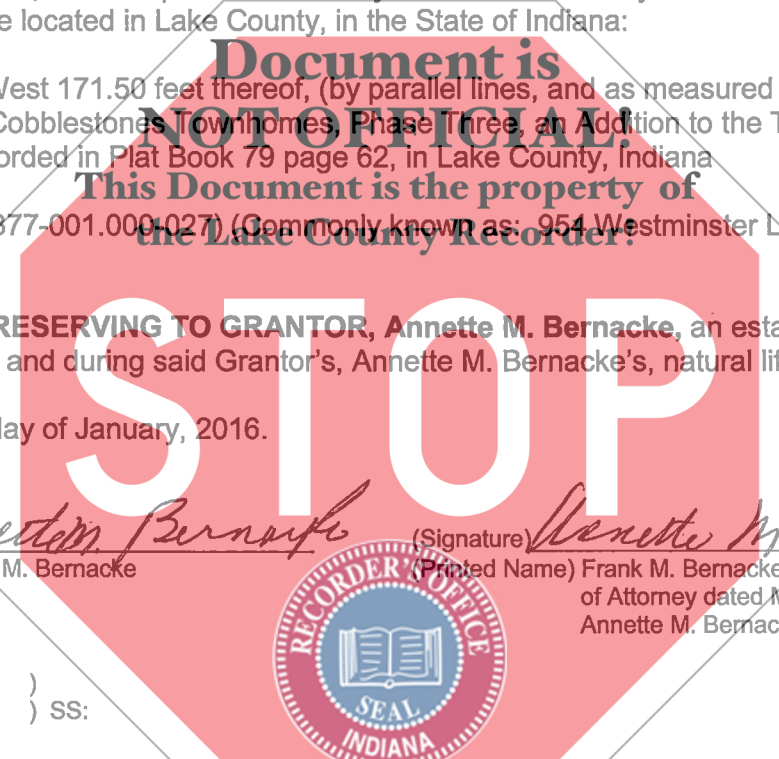 e located in Lake County, in the State of Indiana:
Document is
West 171.50 feet thereof, (by parallel lines, and as measured
NOT OFFICIAL!
Cobblestones Townhomes, Phase Three, an Addition to the T
orded in Plat Book 79 page 62, in Lake County, Indiana
This Document is the property of
377-001.000-027) (Commonly known as: 954 Westminster L
the Lake County Recorder!
RESERVING TO GRANTOR, Annette M. Bernacke, an esta
and during said Grantor's, Annette M. Bernacke's, natural lif
STOP
day of January, 2016.
Bernacke
(Signature) Annette M
M. Bernacke
(Printed Name) Frank M. Bernacke
of Attorney dated M
Annette M. Bernac
RECORDER'S OFFICE
SEAL
INDIANA
)
) SS: